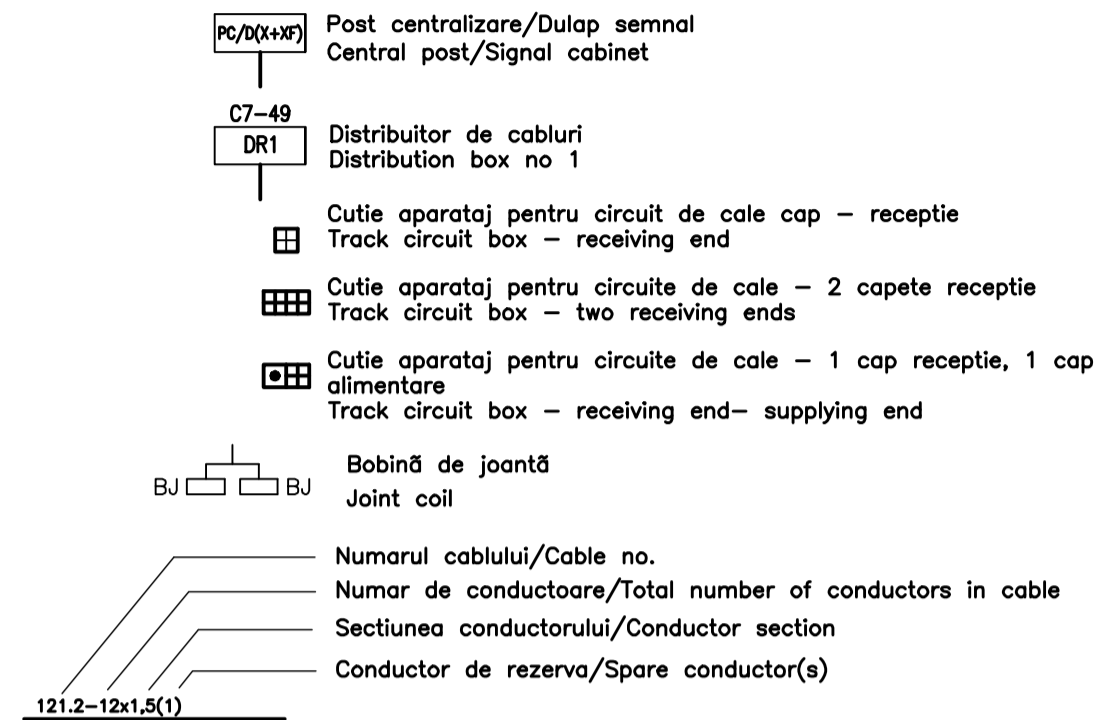 PC/D(X+XF)
Post centralizare/Dulap semnal
Central post/Signal cabinet
C7-49
DR1
Distribuitor de cabluri
Distribution box no 1
Cutie aparataj pentru circuit de cale cap – receptie
Track circuit box – receiving end
Cutie aparataj pentru circuite de cale – 2 capete receptie
Track circuit box – two receiving ends
Cutie aparataj pentru circuite de cale – 1 cap receptie, 1 cap
alimentare
Track circuit box – receiving end– supplying end
BJ BJ
Bobinã de joantã
Joint coil
Numarul cablului/Cable no.
Numar de conductoare/Total number of conductors in cable
Sectiunea conductorului/Conductor section
Conductor de rezerva/Spare conductor(s)
121.2-12x1,5(1)